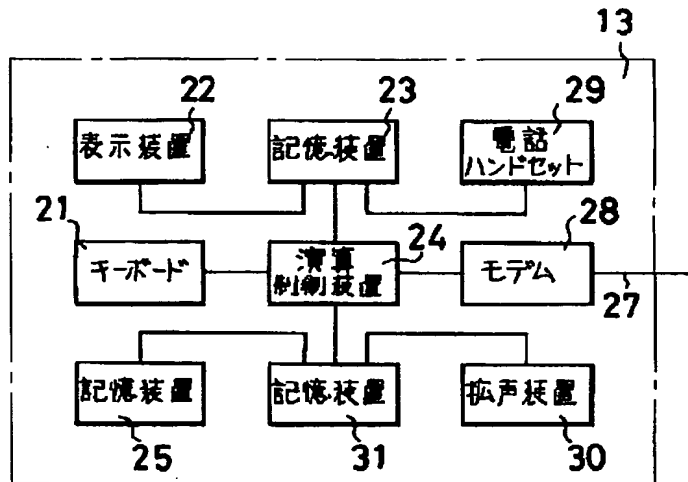 13
22
23
29
表示装置
記憶装置
電話
ハンドセット
21
24
28
キーボード
演算
制御装置
モデム
27
記憶装置
記憶装置
拡声装置
25
31
30